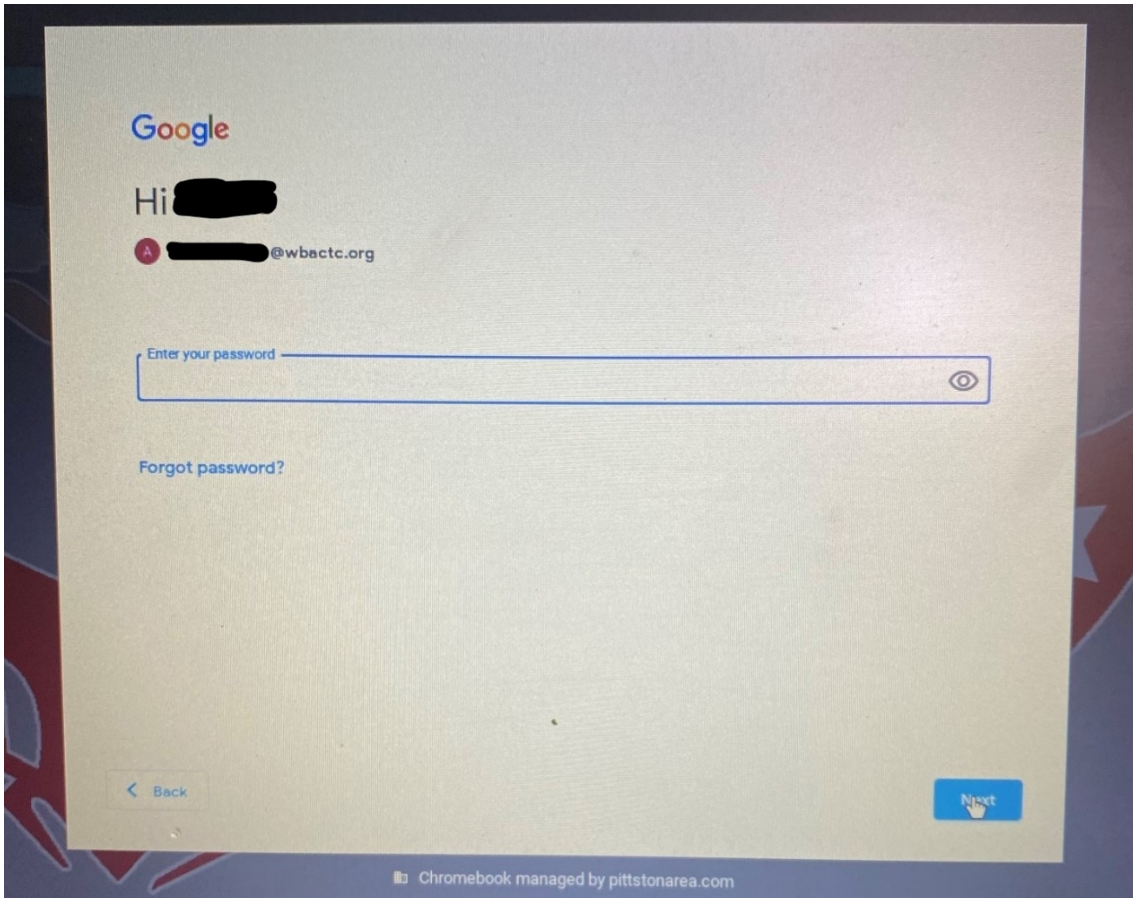 Google
Hi
A @wbactc.org
Enter your password
Forgot password?
Back
Next
Chromebook managed by pittstonarea.com